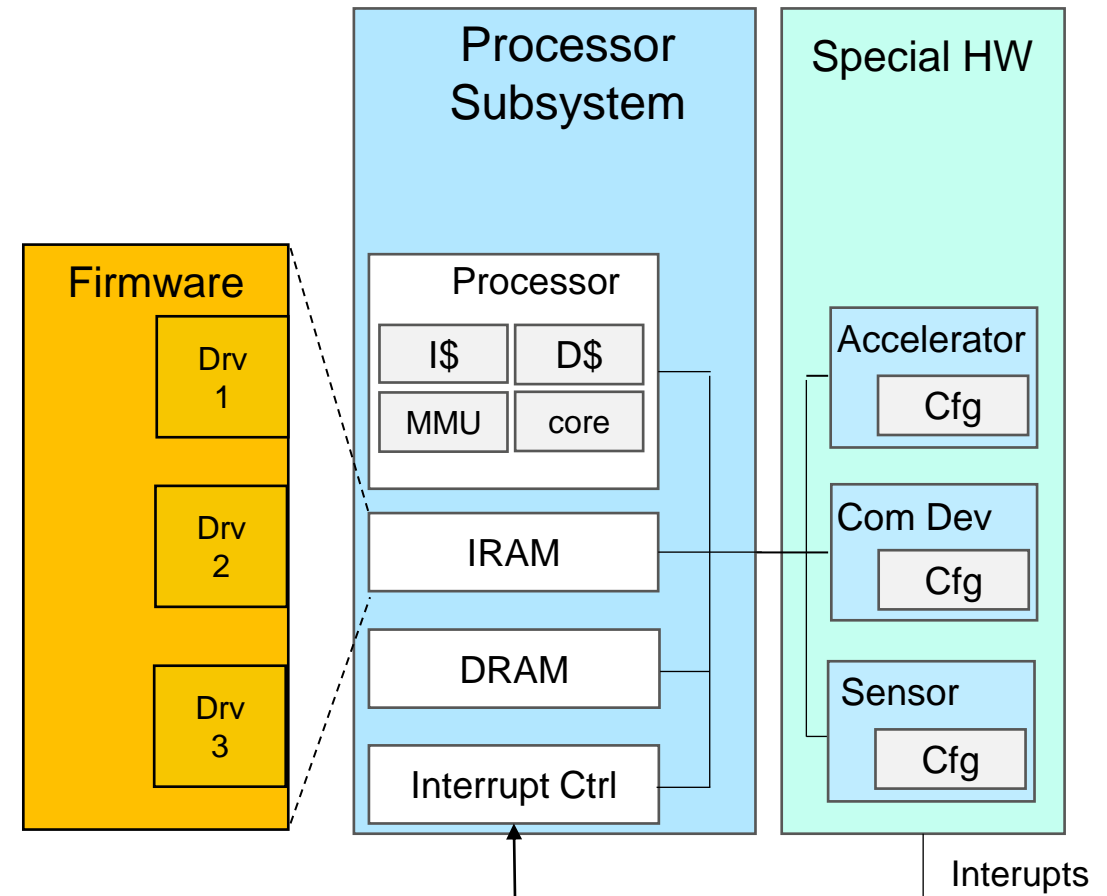 Processor
Subsystem
Special HW
Firmware
Drv
1
Drv
2
Drv
3
Processor
I$
D$
MMU
core
IRAM
DRAM
Interrupt Ctrl
Accelerator
Cfg
Com Dev
Cfg
Sensor
Cfg
Interupts